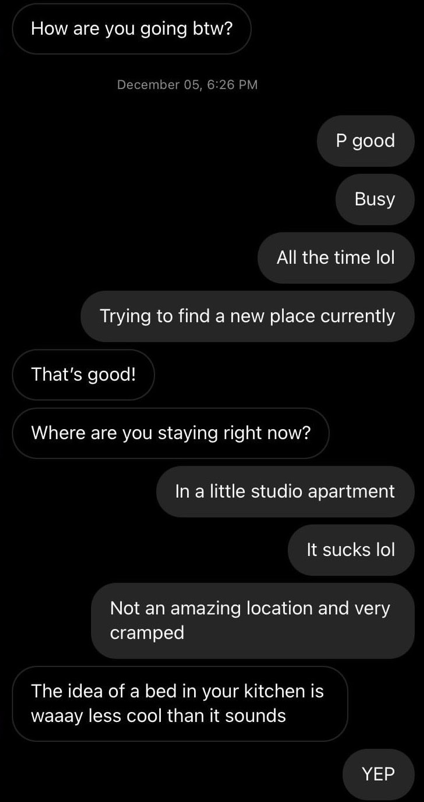 How are you going btw?
December 05, 6:26 PM
P good
Busy
All the time lol
Trying to find a new place currently
That’s good!
Where are you staying right now?
In a little studio apartment
It sucks lol
Not an amazing location and very
cramped
The idea of a bed in your kitchen is
waaay less cool than it sounds
YEP